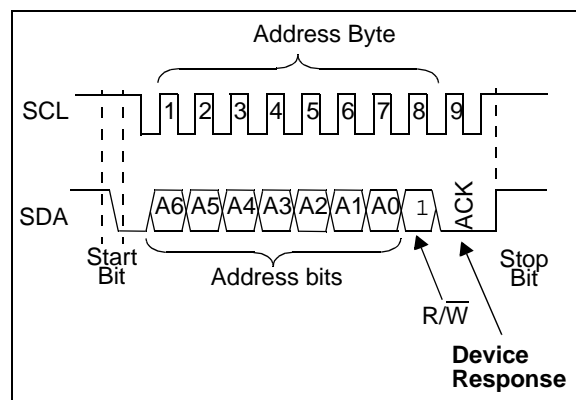 Address Byte
SCL 1 2 3 4 5 6 7 8 9
SDA A6 A5 A4 A3 A2 A1 A0 1 ACK
Start
Bit
Address bits
Stop
Bit
R/W̅
Device
Response